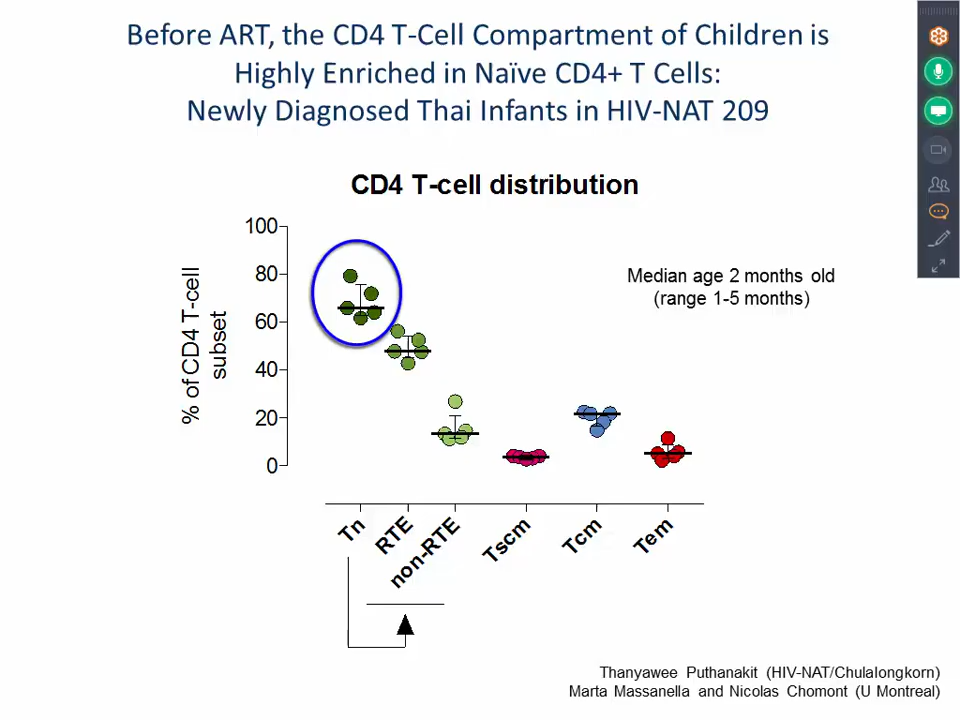 Before ART, the CD4 T-Cell Compartment of Children is
Highly Enriched in Naïve CD4+ T Cells:
Newly Diagnosed Thai Infants in HIV-NAT 209
CD4 T-cell distribution
% of CD4 T-cell
subset
100
80
60
40
20
0
Median age 2 months old
(range 1-5 months)
Tn
RTE
non-RTE
Tscm
Tcm
Tem
Thanyawee Puthanakit (HIV-NAT/Chulalongkorn)
Marta Massanella and Nicolas Chomont (U Montreal)